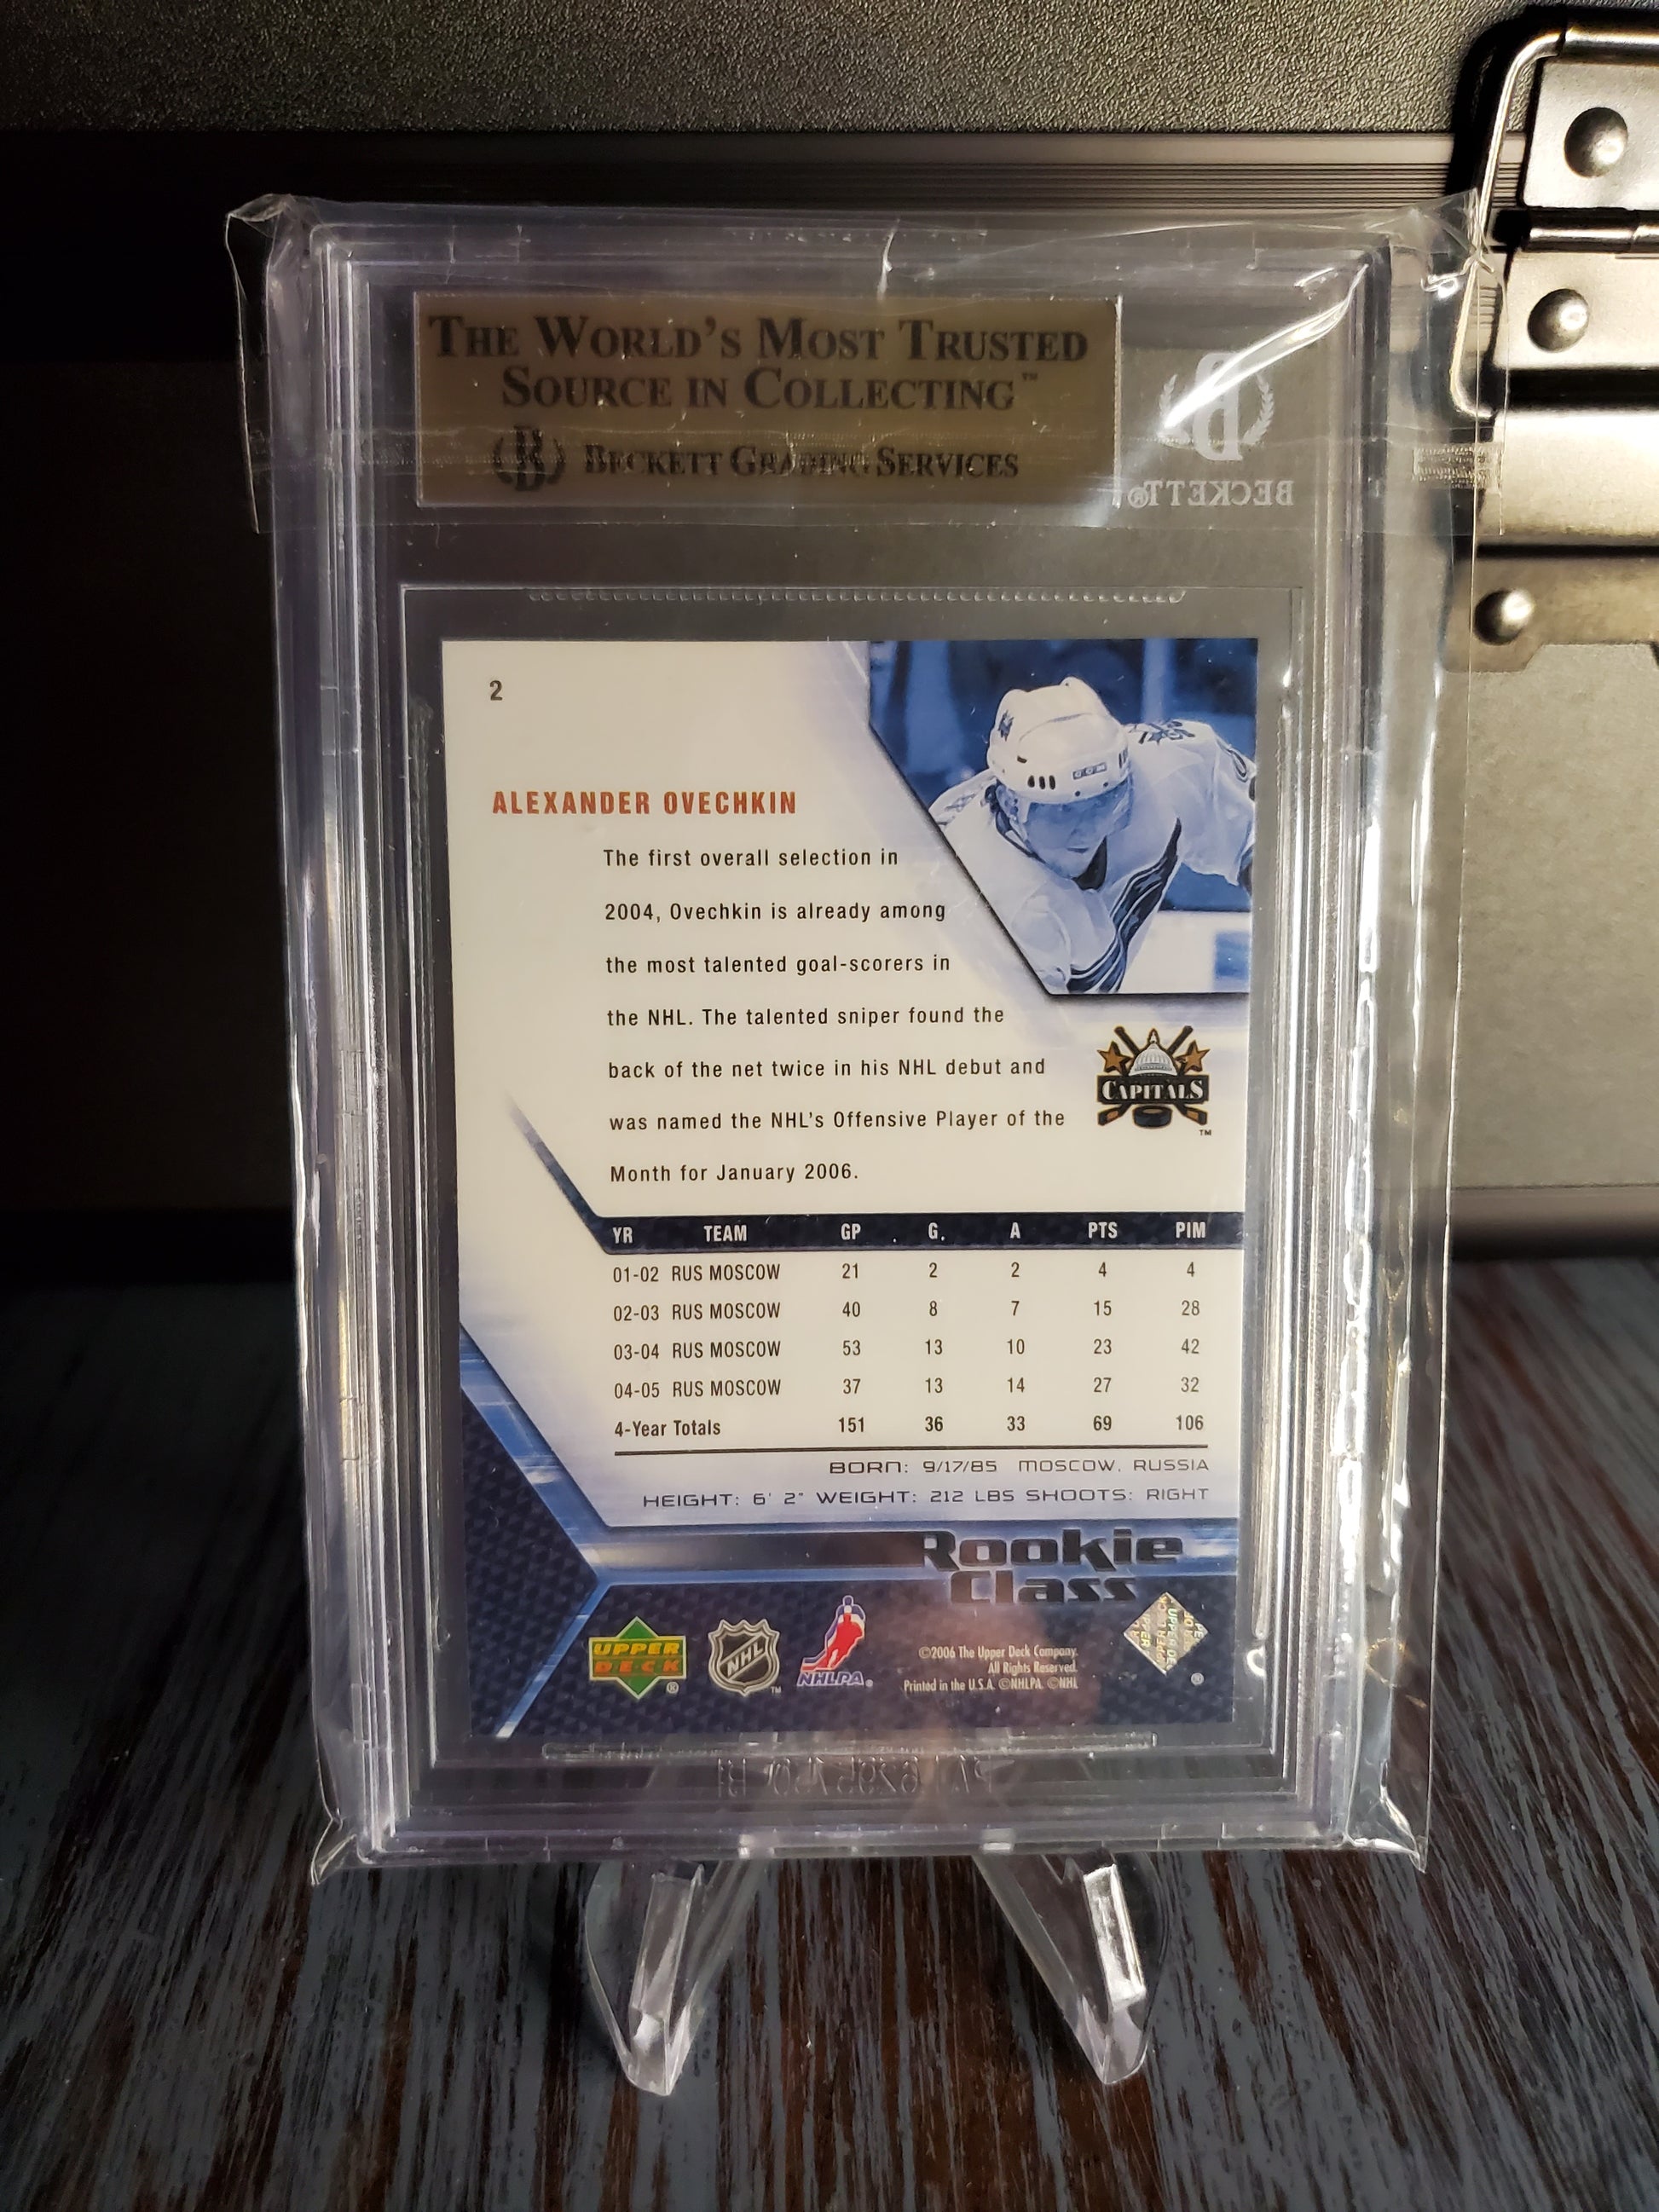 THE WORLD'S MOST TRUSTED
SOURCE IN COLLECTING™
BECKETT GRADING SERVICES
BECKETT®
2
ALEXANDER OVECHKIN
The first overall selection in
2004, Ovechkin is already among
the most talented goal-scorers in
the NHL. The talented sniper found the
back of the net twice in his NHL debut and
was named the NHL's Offensive Player of the
Month for January 2006.
CAPITALS
™
YR TEAM GP G. A PTS PIM
01-02 RUS MOSCOW 21 2 2 4 4
02-03 RUS MOSCOW 40 8 7 15 28
03-04 RUS MOSCOW 53 13 10 23 42
04-05 RUS MOSCOW 37 13 14 27 32
4-Year Totals 151 36 33 69 106
BORN: 9/17/85 MOSCOW, RUSSIA
HEIGHT: 6' 2" WEIGHT: 212 LBS SHOOTS: RIGHT
Rookie
Class
UPPER
DECK®
NHL™
NHLPA®
©2006 The Upper Deck Company.
All Rights Reserved.
Printed in the U.S.A. ©NHLPA ©NHL
®